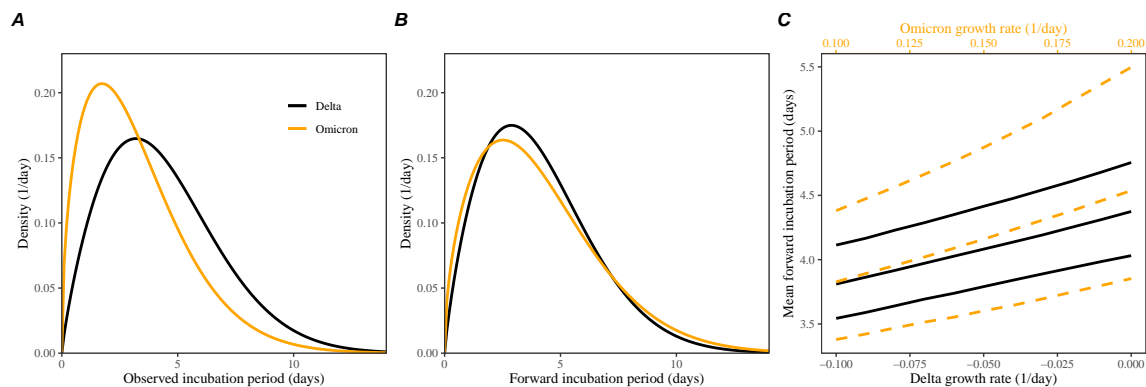 A
B
C
Density (1/day)
0.20
0.15
0.10
0.05
0.00
0
5
10
Observed incubation period (days)
Delta
Omicron
Density (1/day)
0.20
0.15
0.10
0.05
0.00
0
5
10
Forward incubation period (days)
Omicron growth rate (1/day)
0.100
0.125
0.150
0.175
0.200
Mean forward incubation period (days)
5.5
5.0
4.5
4.0
3.5
−0.100
−0.075
−0.050
−0.025
0.000
Delta growth rate (1/day)